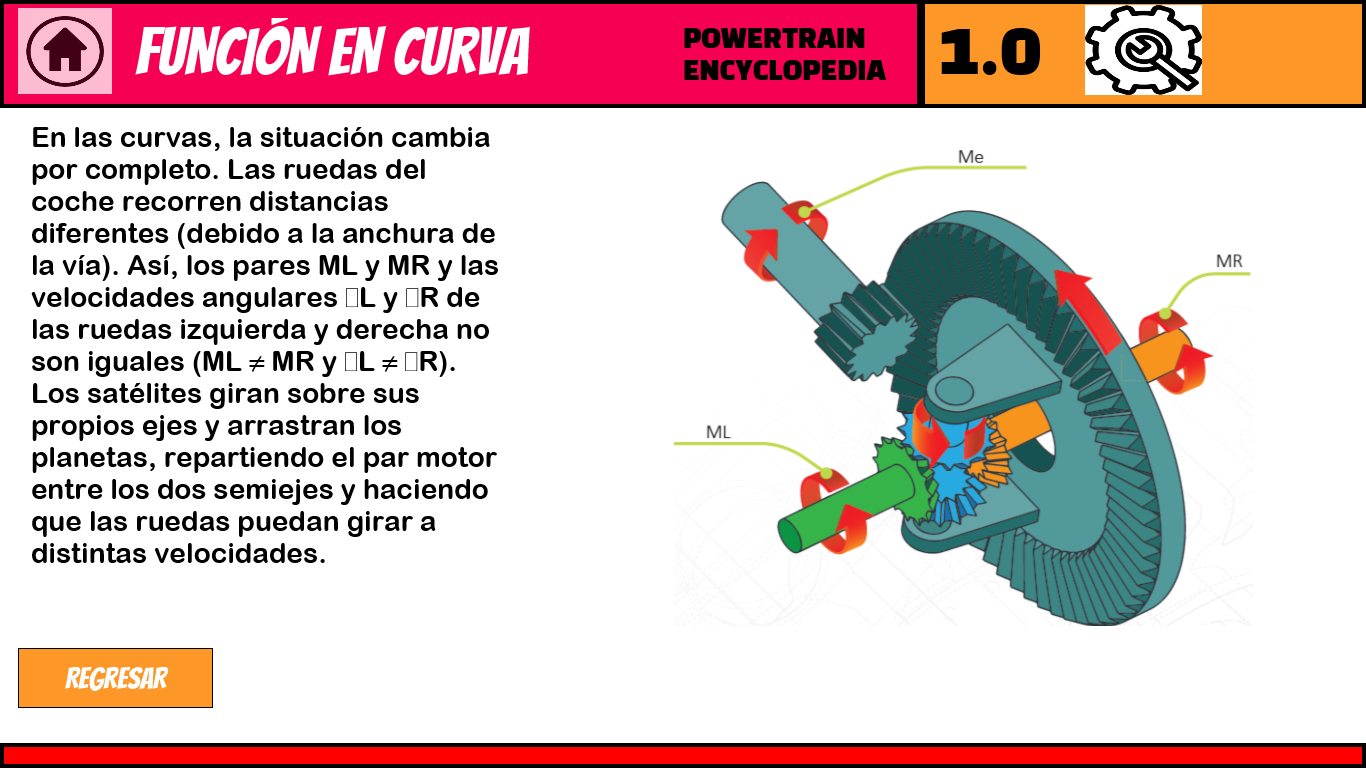 FUNCIÓN EN CURVA
POWERTRAIN
ENCYCLOPEDIA
1.0
En las curvas, la situación cambia
por completo. Las ruedas del
coche recorren distancias
diferentes (debido a la anchura de
la vía). Así, los pares ML y MR y las
velocidades angulares □L y □R de
las ruedas izquierda y derecha no
son iguales (ML ≠ MR y □L ≠ □R).
Los satélites giran sobre sus
propios ejes y arrastran los
planetas, repartiendo el par motor
entre los dos semiejes y haciendo
que las ruedas puedan girar a
distintas velocidades.
Me
MR
ML
REGRESAR